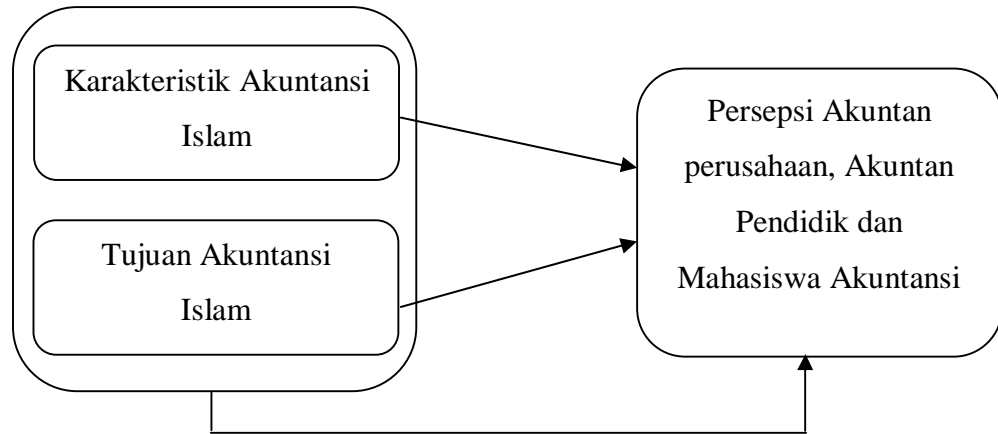 Karakteristik Akuntansi
Islam
Tujuan Akuntansi
Islam
Persepsi Akuntan
perusahaan, Akuntan
Pendidik dan
Mahasiswa Akuntansi